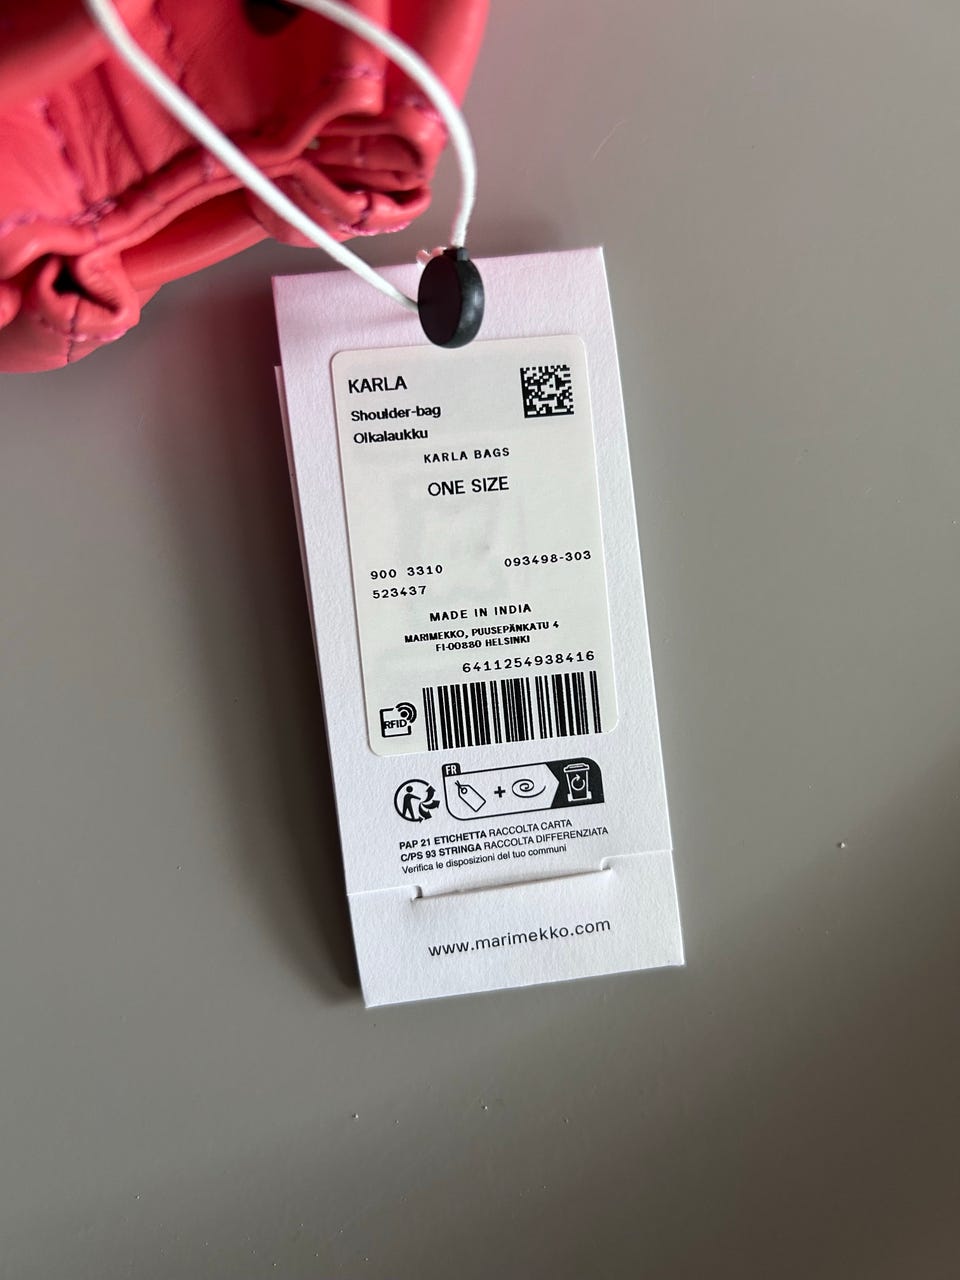 KARLA
Shoulder-bag
Olkalaukku
KARLA BAGS
ONE SIZE
900 3310 093498-303
523437
MADE IN INDIA
MARIMEKKO, PUUSEPÄNKATU 4
FI-00880 HELSINKI
6411254938416
RFID
FR
PAP 21 ETICHETTA RACCOLTA CARTA
C/PS 93 STRINGA RACCOLTA DIFFERENZIATA
Verifica le disposizioni del tuo communi
www.marimekko.com